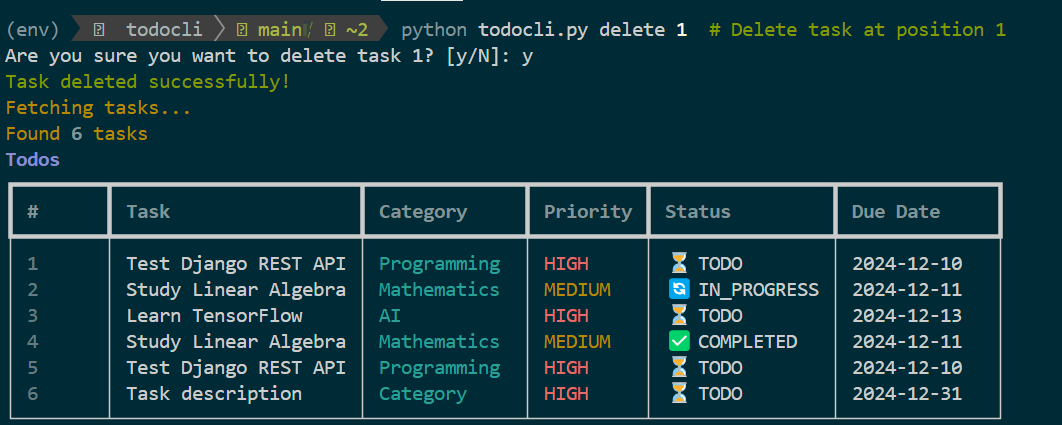 (env) todocli main ~2 python todocli.py delete 1 # Delete task at position 1
Are you sure you want to delete task 1? [y/N]: y
Task deleted successfully!
Fetching tasks...
Found 6 tasks
Todos
# Task Category Priority Status Due Date
1 Test Django REST API Programming HIGH ⏳ TODO 2024-12-10
2 Study Linear Algebra Mathematics MEDIUM 🔄 IN_PROGRESS 2024-12-11
3 Learn TensorFlow AI HIGH ⏳ TODO 2024-12-13
4 Study Linear Algebra Mathematics MEDIUM ✅ COMPLETED 2024-12-11
5 Test Django REST API Programming HIGH ⏳ TODO 2024-12-10
6 Task description Category HIGH ⏳ TODO 2024-12-31